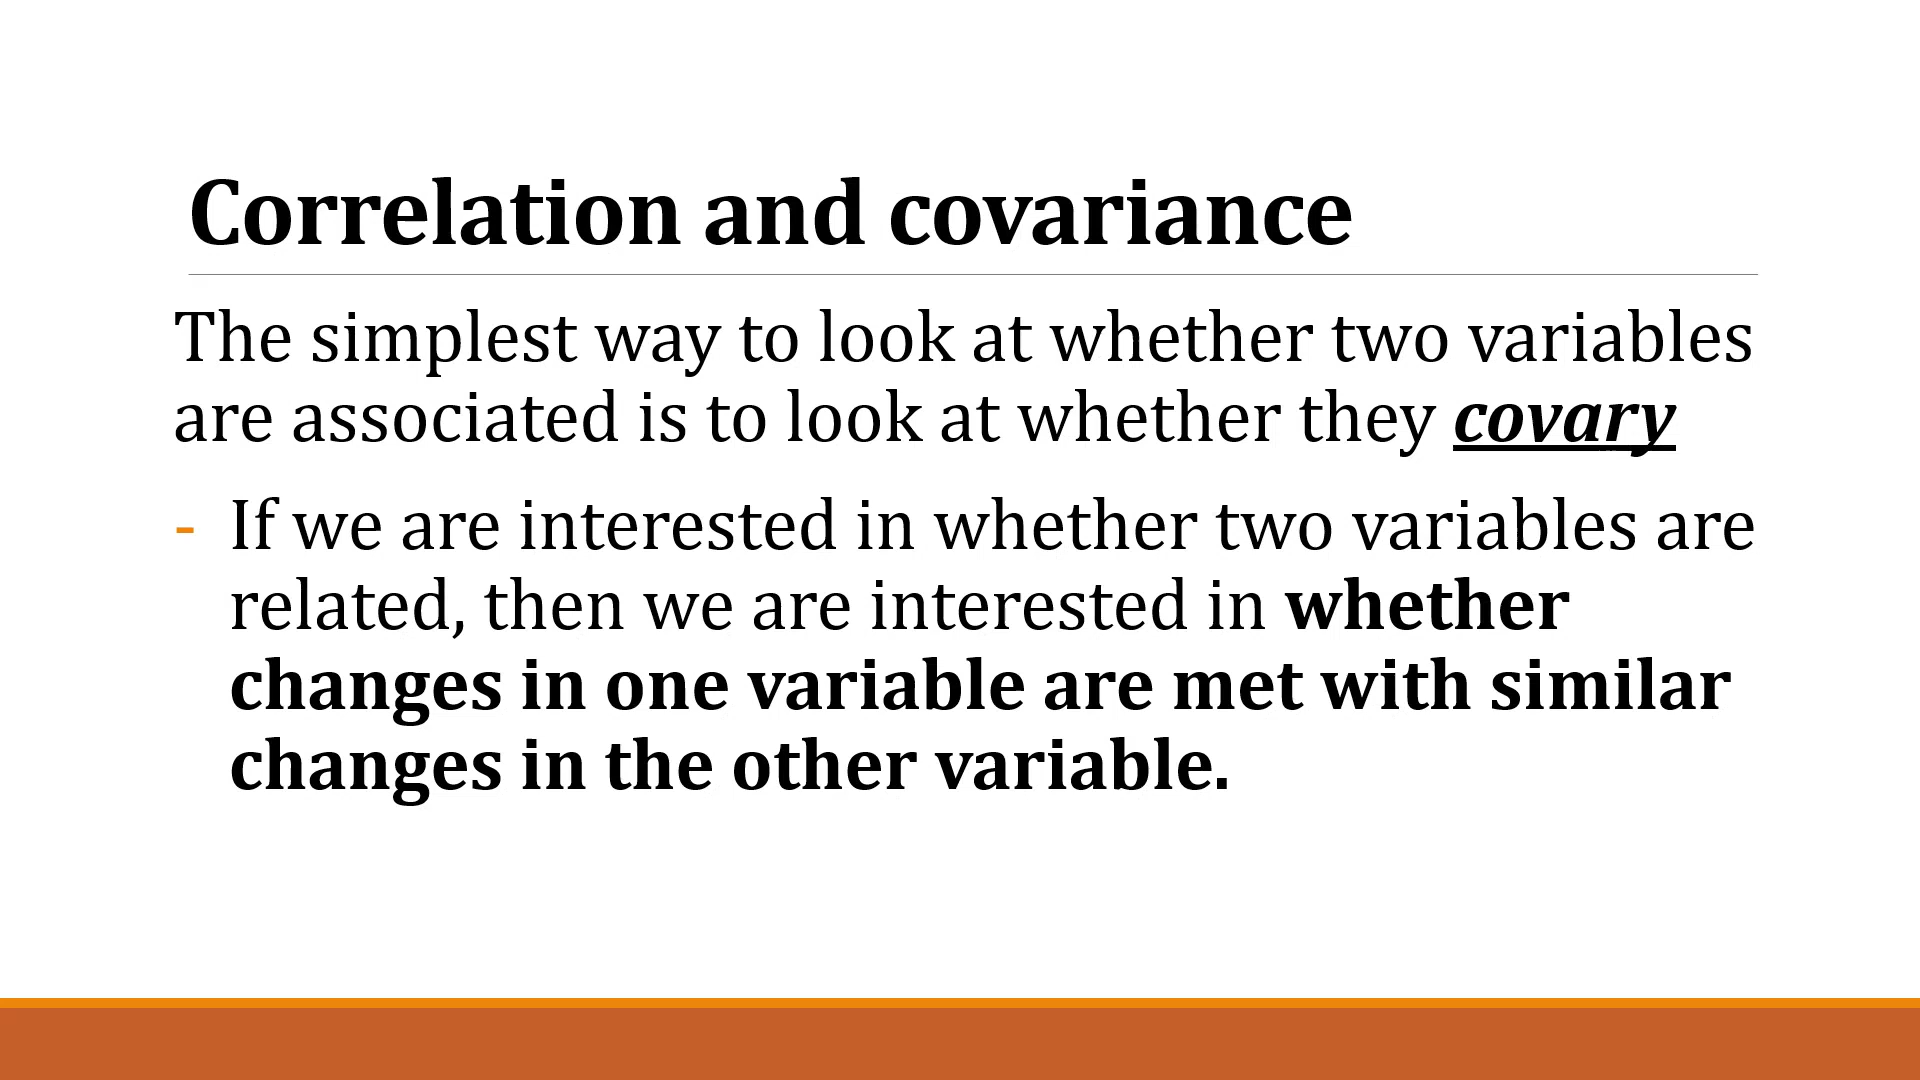 Correlation and covariance
The simplest way to look at whether two variables
are associated is to look at whether they covary
- If we are interested in whether two variables are
related, then we are interested in whether
changes in one variable are met with similar
changes in the other variable.